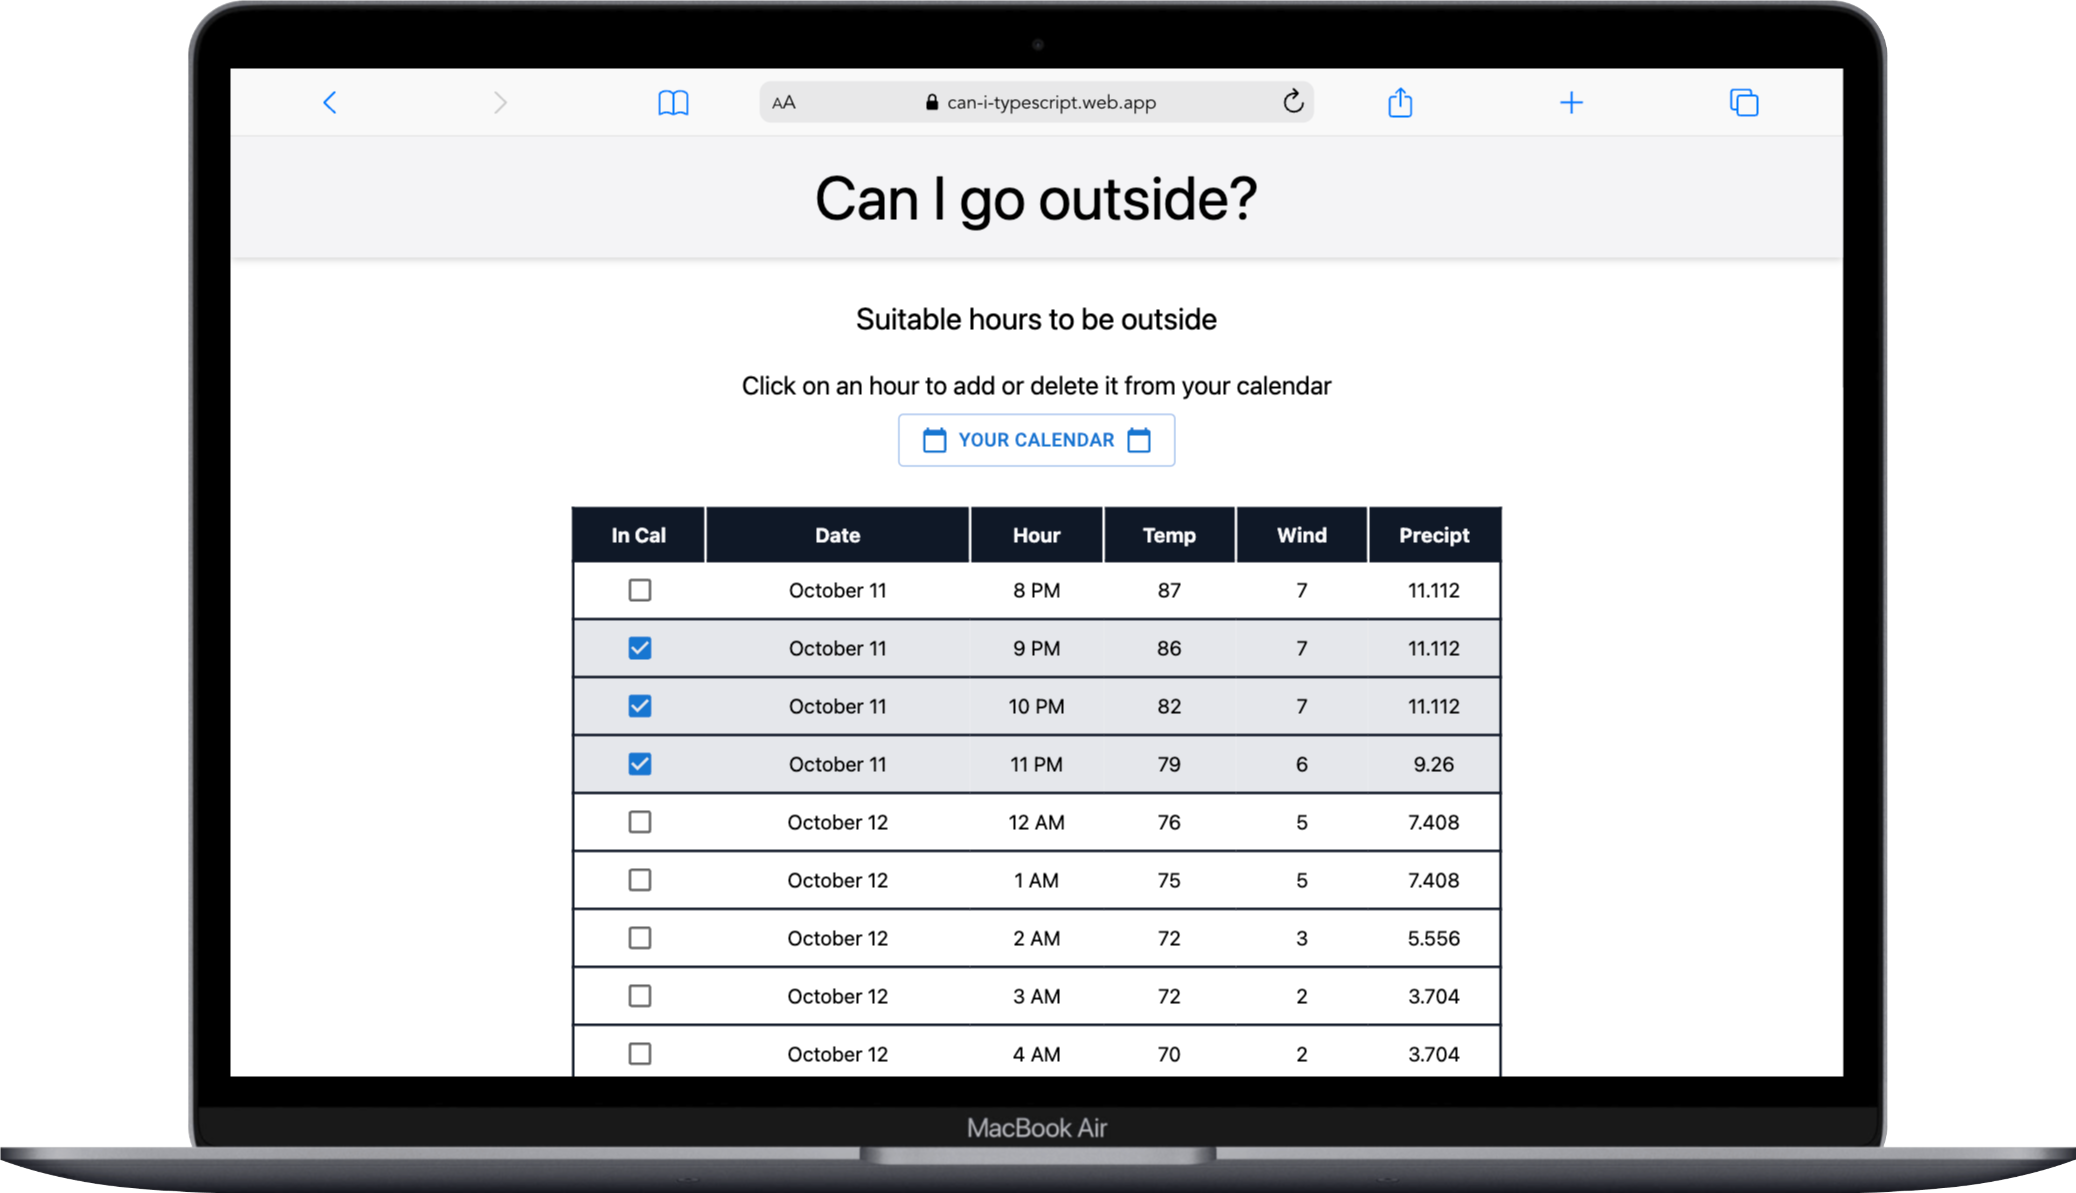 AA can-i-typescript.web.app
Can I go outside?
Suitable hours to be outside
Click on an hour to add or delete it from your calendar
YOUR CALENDAR
In Cal Date Hour Temp Wind Precipt
October 11 8 PM 87 7 11.112
October 11 9 PM 86 7 11.112
October 11 10 PM 82 7 11.112
October 11 11 PM 79 6 9.26
October 12 12 AM 76 5 7.408
October 12 1 AM 75 5 7.408
October 12 2 AM 72 3 5.556
October 12 3 AM 72 2 3.704
October 12 4 AM 70 2 3.704
MacBook Air